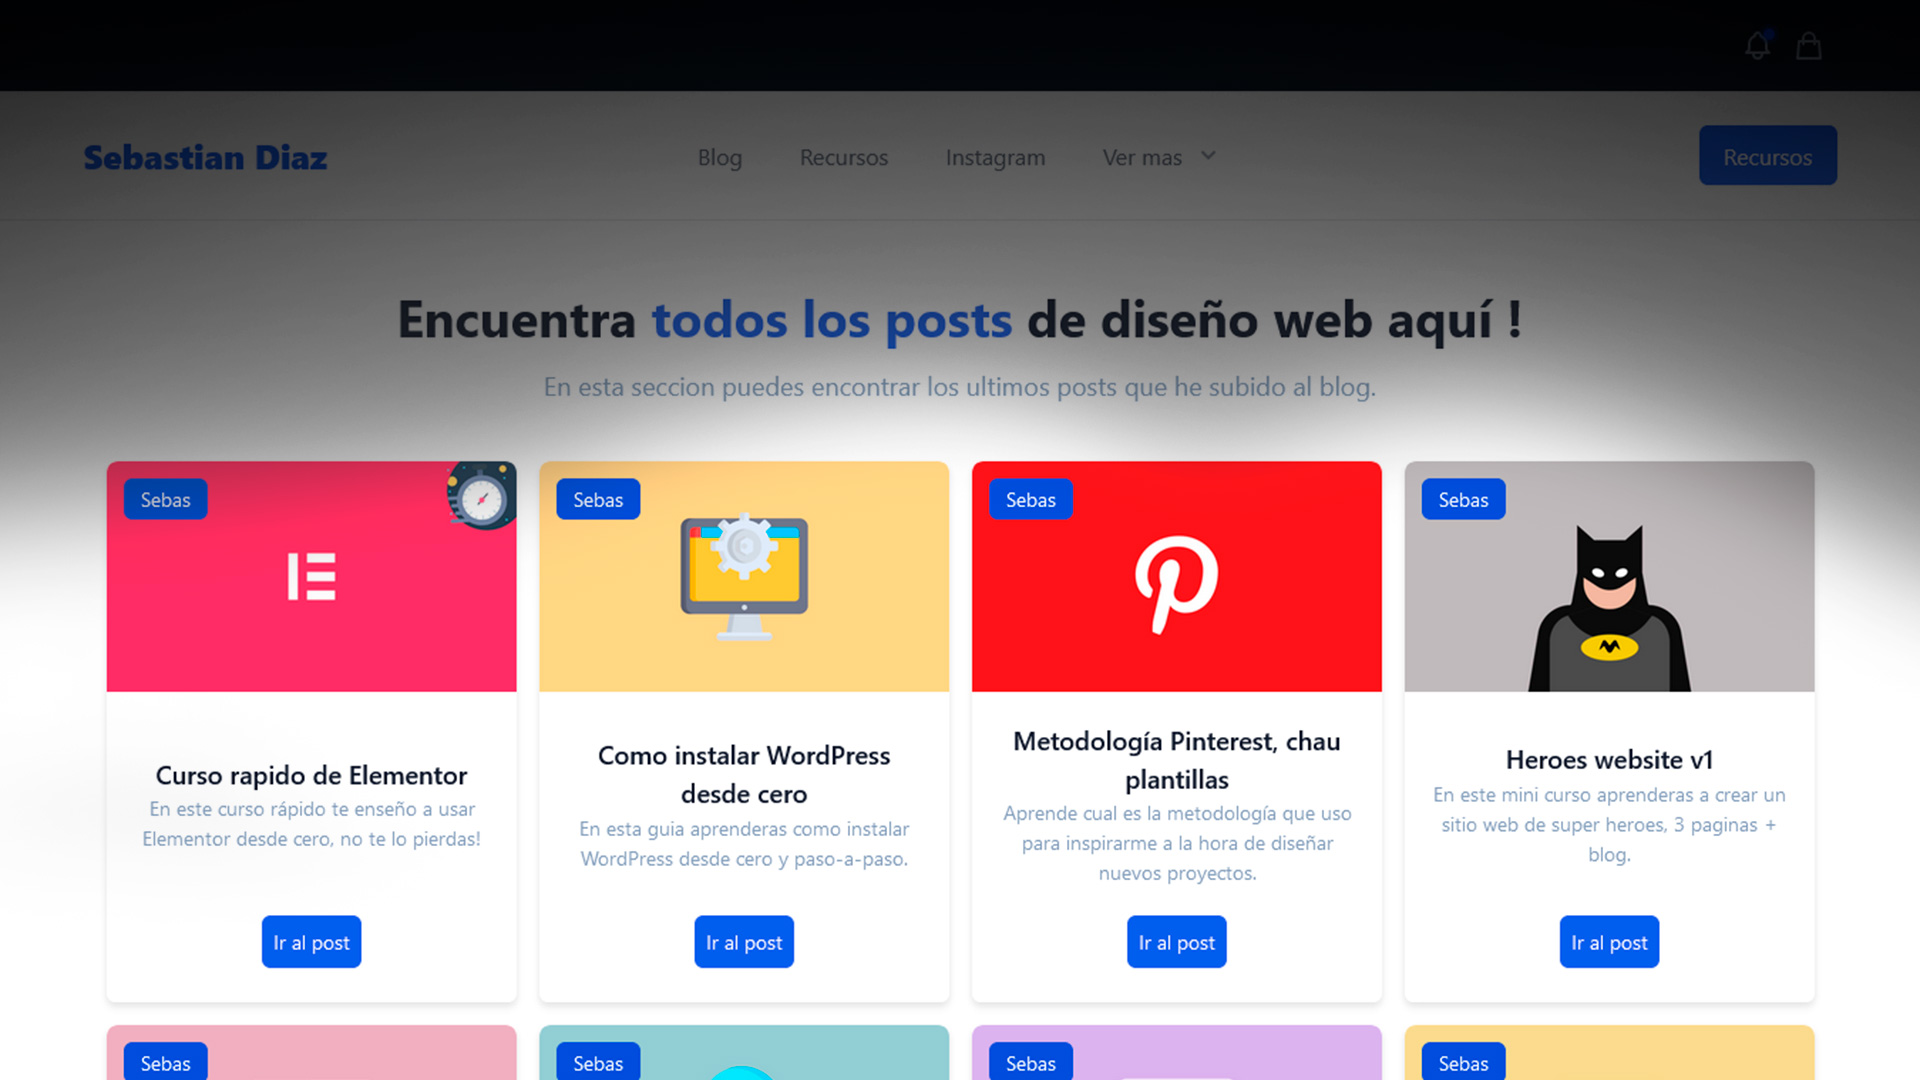 Sebastian Diaz
Blog
Recursos
Instagram
Ver mas
Recursos
Encuentra todos los posts de diseño web aquí !
En esta seccion puedes encontrar los ultimos posts que he subido al blog.
Sebas
Curso rapido de Elementor
En este curso rápido te enseño a usar
Elementor desde cero, no te lo pierdas!
Ir al post
Sebas
Como instalar WordPress
desde cero
En esta guia aprenderas como instalar
WordPress desde cero y paso-a-paso.
Ir al post
Sebas
Metodología Pinterest, chau
plantillas
Aprende cual es la metodología que uso
para inspirarme a la hora de diseñar
nuevos proyectos.
Ir al post
Sebas
Heroes website v1
En este mini curso aprenderas a crear un
sitio web de super heroes, 3 paginas +
blog.
Ir al post
Sebas
Sebas
Sebas
Sebas